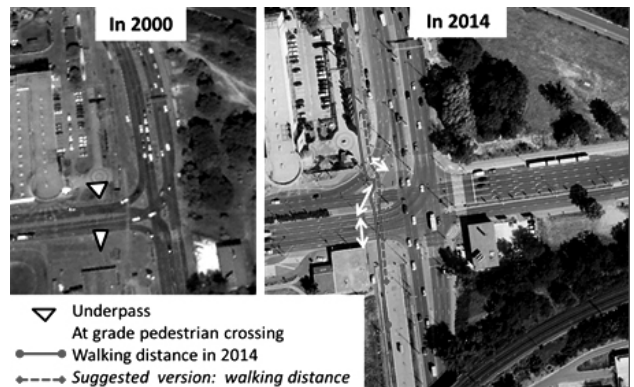 In 2000
In 2014
Underpass
At grade pedestrian crossing
Walking distance in 2014
Suggested version: walking distance